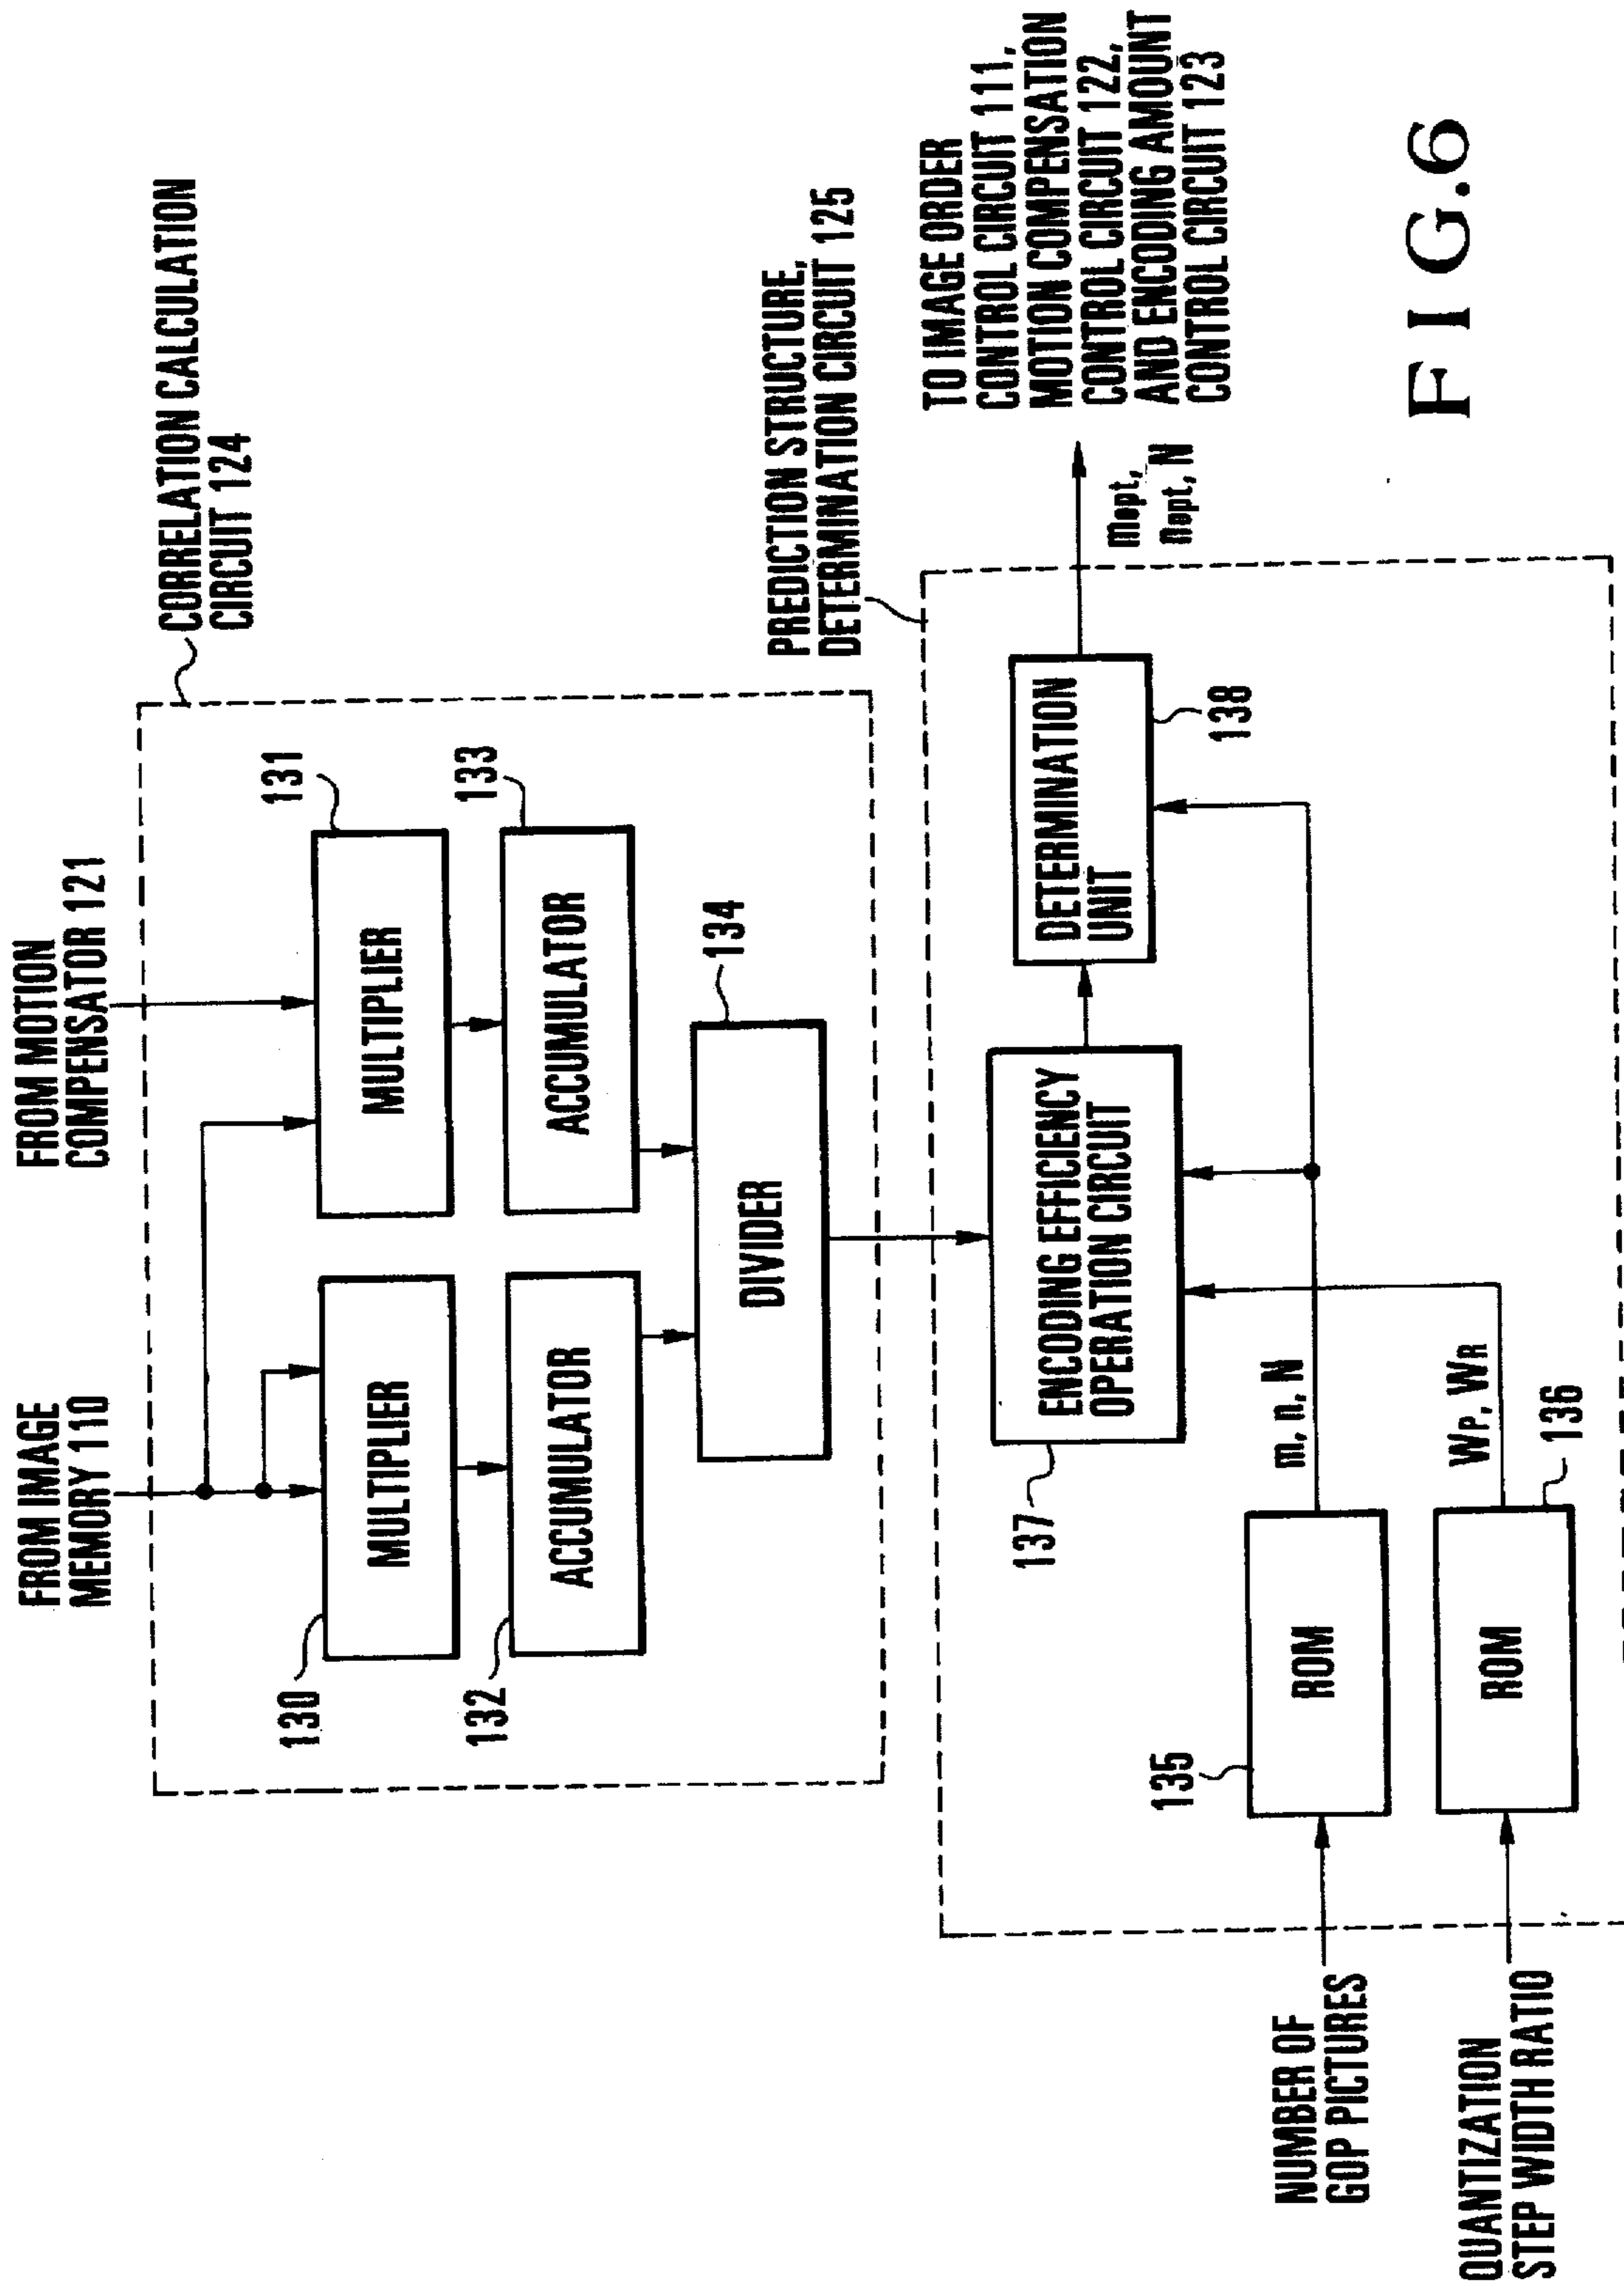 FROM IMAGE
MEMORY 110
FROM MOTION
COMPENSATOR 121
CORRELATION CALCULATION
CIRCUIT 124
130
MULTIPLIER
131
MULTIPLIER
132
ACCUMULATOR
133
ACCUMULATOR
134
DIVIDER
PREDICTION STRUCTURE,
DETERMINATION CIRCUIT 125
137
ENCODING EFFICIENCY
OPERATION CIRCUIT
DETERMINATION
UNIT
138
mopt,
nopt, N
TO IMAGE ORDER
CONTROL CIRCUIT 111,
MOTION COMPENSATION
CONTROL CIRCUIT 122,
AND ENCODING AMOUNT
CONTROL CIRCUIT 123
NUMBER OF
GOP PICTURES
135
ROM
m, n, N
QUANTIZATION
STEP WIDTH RATIO
ROM
136
WP, WR
FIG.6